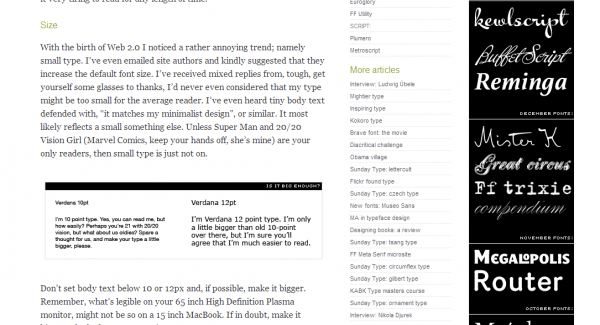 it very tiring to read for any length of time.
Size
With the birth of Web 2.0 I noticed a rather annoying trend; namely
small type. I've even emailed site authors and kindly suggested that they
increase the default font size. I've received mixed replies from, tough, get
yourself some glasses to thanks, I'd never even considered that my type
might be too small for the average reader. I've even heard tiny body text
defended with, "it matches my minimalist design", or similar. It most
likely reflects a small something else. Unless Super Man and 20/20
Vision Girl (Marvel Comics, keep your hands off, she's mine) are your
only readers, then small type is just not on.
IS IT BIG ENOUGH?
Verdana 10pt
I'm 10 point type. Yes, you can read me, but
how easily? Perhaps you're 21 with 20/20
vision, but what about us oldies? Spare a
thought for us, and make your type a little
bigger, please.
Verdana 12pt
I'm Verdana 12 point type. I'm only
a little bigger than old 10-point
over there, but I'm sure you'll
agree that I'm much easier to read.
Don't set body text below 10 or 12px and, if possible, make it bigger.
Remember, what's legible on your 65 inch High Definition Plasma
monitor, might not be so on a 15 inch MacBook. If in doubt, make it
Euroglory
FF Utility
SCRIPT:
Plumero
Metroscript
More articles
Interview: Ludwig Übele
Mightier type
Inspiring type
Kokoro type
Brave font: the movie
Diacritical challenge
Obama village
Sunday Type: lettercult
Flickr found type
Sunday Type: czech type
New fonts: Museo Sans
MA in typeface design
Designing books: a review
Sunday Type: tsang type
FF Meta Serif microsite
Sunday Type: circumflex type
Sunday Type: gilbert type
KABK Type masters course
Sunday Type: ornament type
Interview: Nikola Djurek
kewlscript
Buffet Script
Reminga
DECEMBER FONTS
Mister K
Great circus
Ff trixie
compendium
NOVEMBER FONTS
MEGALOPOLIS
Router
OCTOBER FONTS